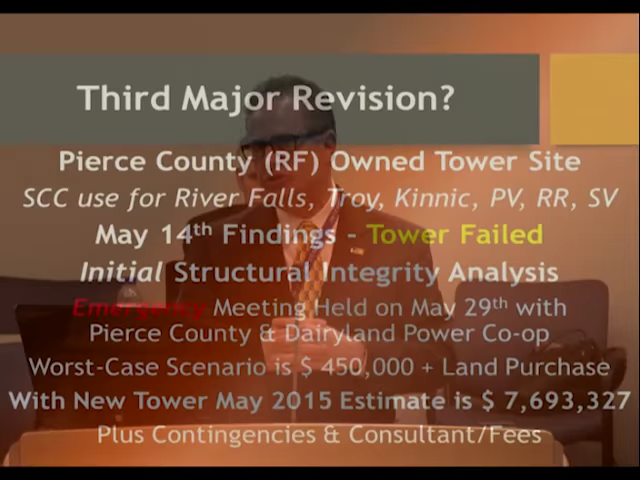 Third Major Revision?
Pierce County (RF) Owned Tower Site
SCC use for River Falls, Troy, Kinnic, PV, RR, SV
May 14th Findings - Tower Failed
Initial Structural Integrity Analysis
Emergency Meeting Held on May 29th with
Pierce County & Dairyland Power Co-op
Worst-Case Scenario is $ 450,000 + Land Purchase
With New Tower May 2015 Estimate is $ 7,693,327
Plus Contingencies & Consultant/Fees